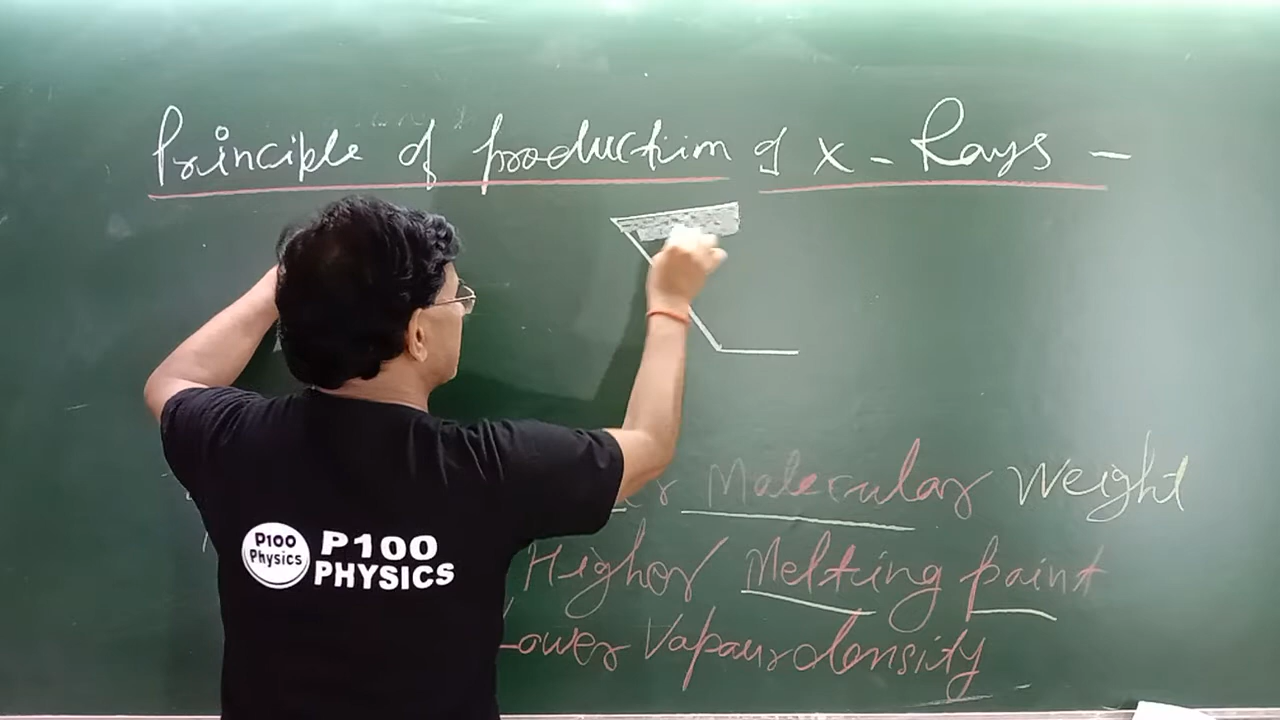 Principle of production of X - Rays -
Molecular Weight
Higher Melting point
Lower Vapour density
P100
Physics
P100
PHYSICS